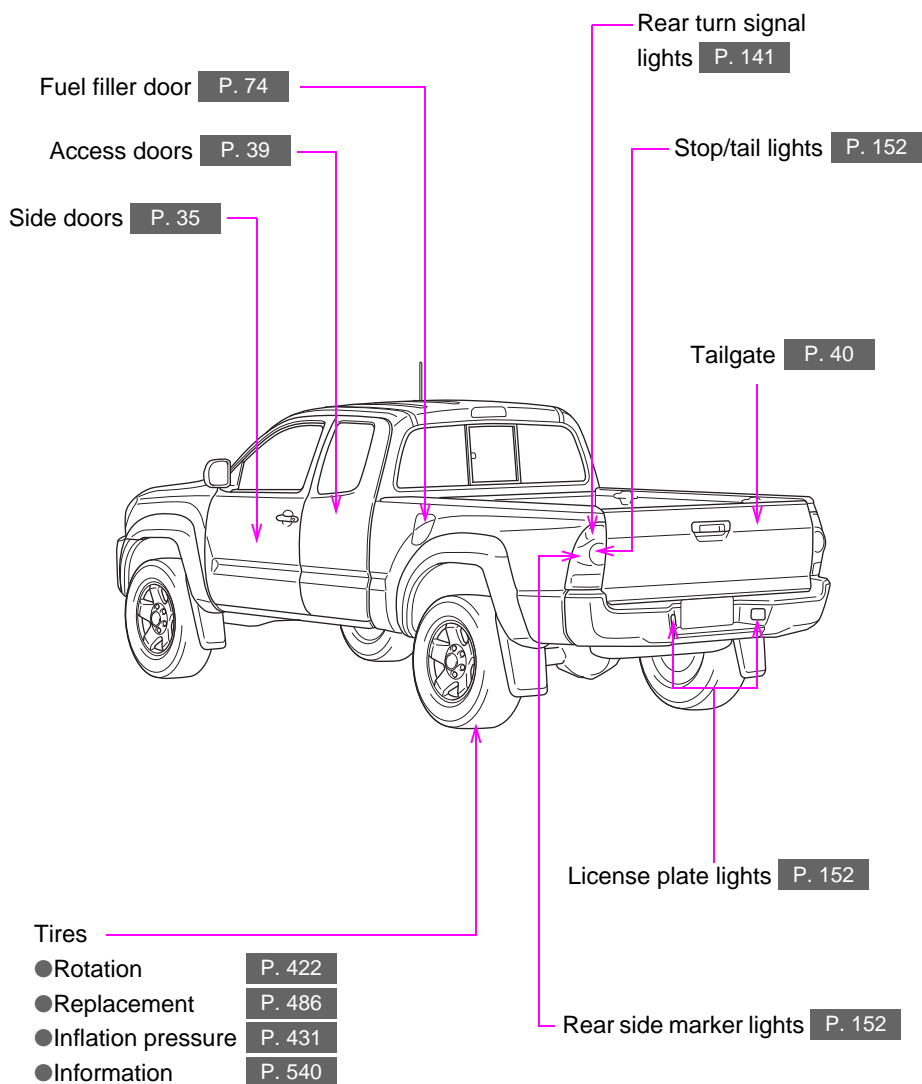 Rear turn signal
lights P. 141
Fuel filler door P. 74
Access doors P. 39
Stop/tail lights P. 152
Side doors P. 35
Tailgate P. 40
License plate lights P. 152
Tires
●Rotation P. 422
●Replacement P. 486
●Inflation pressure P. 431
●Information P. 540
Rear side marker lights P. 152